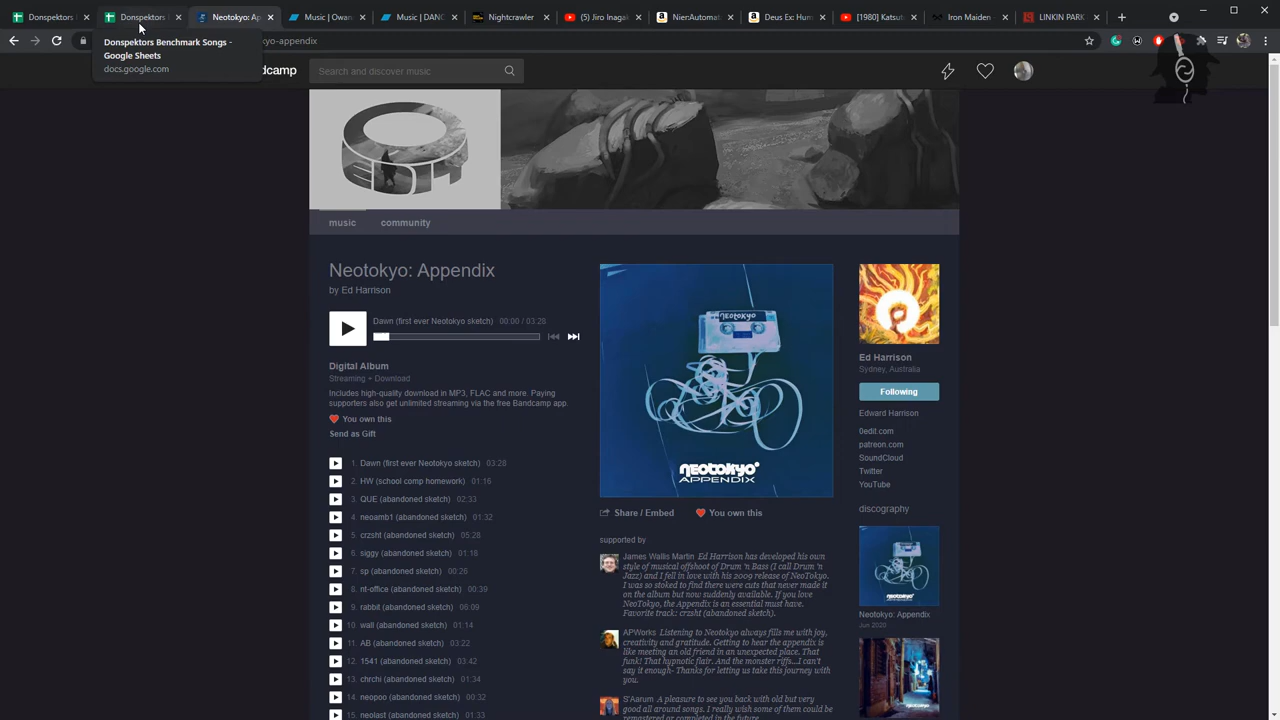 Donspektors
Donspektors
Neotokyo: Ap
Music | Owan
Music | DANC
Nightcrawler
(5) Jiro Inagak
Nier:Automat
Deus Ex: Hum
[1980] Katsut
Iron Maiden
LINKIN PARK
Donspektors Benchmark Songs -
Google Sheets
docs.google.com
yo-appendix
dcamp
Search and discover music
EDH
music
community
Neotokyo: Appendix
by Ed Harrison
Dawn (first ever Neotokyo sketch) 00:00 / 03:28
Digital Album
Streaming + Download
Includes high-quality download in MP3, FLAC and more. Paying
supporters also get unlimited streaming via the free Bandcamp app.
You own this
Send as Gift
1. Dawn (first ever Neotokyo sketch) 03:28
2. HW (school comp homework) 01:16
3. QUE (abandoned sketch) 02:33
4. neoamb1 (abandoned sketch) 01:32
5. crzsht (abandoned sketch) 05:28
6. siggy (abandoned sketch) 01:18
7. sp (abandoned sketch) 00:26
8. nt-office (abandoned sketch) 00:39
9. rabbit (abandoned sketch) 06:09
10. wall (abandoned sketch) 01:14
11. AB (abandoned sketch) 03:22
12. 1541 (abandoned sketch) 03:42
13. chrchi (abandoned sketch) 03:04
14. neopoo (abandoned sketch) 00:32
15. neolast (abandoned sketch) 01:33
NEOTOKYO
NEOTOKYO°
APPENDIX
Share / Embed
You own this
supported by
James Wallis Martin Ed Harrison has developed his own
style of musical offshoot of Drum 'n Bass (I call Drum 'n
Jazz) and I fell in love with his 2009 release of NeoTokyo.
I was so stoked to find there were cuts that never made it
on the album but now suddenly available. If you love
NeoTokyo, the Appendix is an essential must have.
Favorite track: crzsht (abandoned sketch).
APWorks Listening to Neotokyo always fills me with joy,
creativity and gratitude. Getting to hear the appendix is
like meeting an old friend in an unexpected place. That
funk! That hypnotic flair. And the monster riffs...I can't
say it enough- Thanks for letting us take this journey with
you.
S'Aarum A pleasure to see you back with old but very
good all around songs. I really wish some of them could be
remastered or completed in the future.
Ed Harrison
Sydney, Australia
Following
Edward Harrison
0edit.com
patreon.com
SoundCloud
Twitter
YouTube
discography
Neotokyo: Appendix
Jun 2020